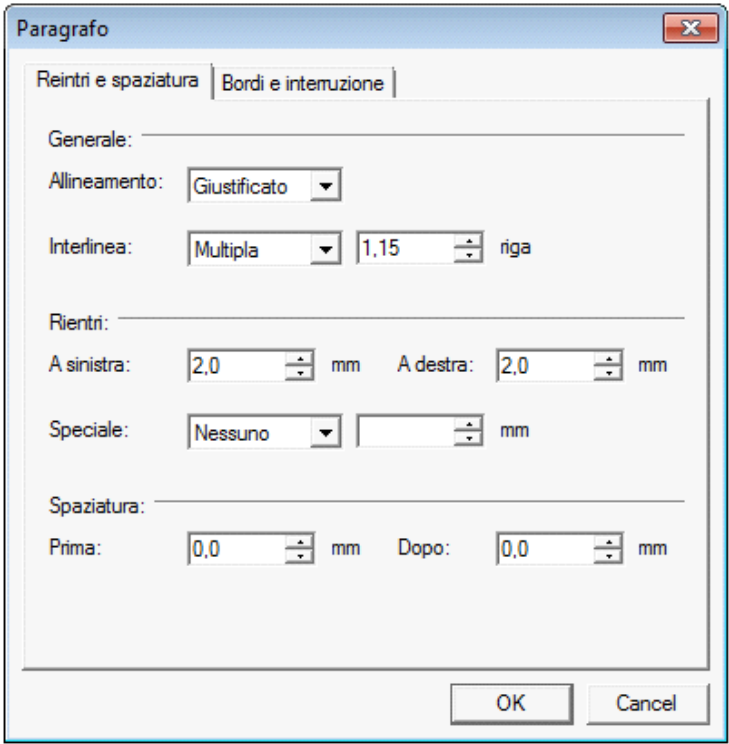 Paragrafo
Reintri e spaziatura Bordi e interruzione
Generale:
Allineamento: Giustificato
Interlinea: Multipla 1,15 riga
Rientri:
A sinistra: 2,0 mm A destra: 2,0 mm
Speciale: Nessuno mm
Spaziatura:
Prima: 0,0 mm Dopo: 0,0 mm
OK Cancel